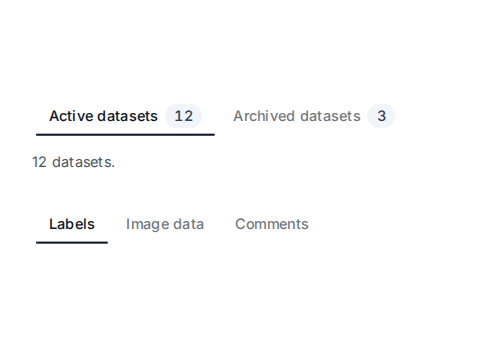 Active datasets 12 Archived datasets 3
12 datasets.
Labels Image data Comments